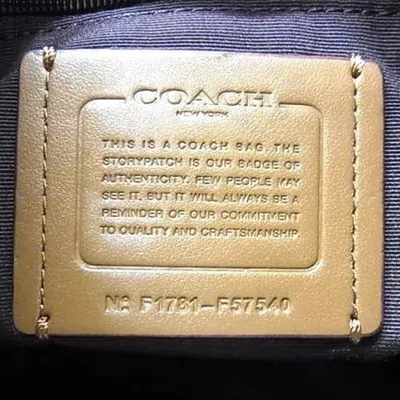 COACH
NEW YORK
THIS IS A COACH BAG. THE
STORYPATCH IS OUR BADGE OF
AUTHENTICITY. FEW PEOPLE MAY
SEE IT, BUT IT WILL ALWAYS BE A
REMINDER OF OUR COMMITMENT
TO QUALITY AND CRAFTSMANSHIP.
Nº F1781-F57540